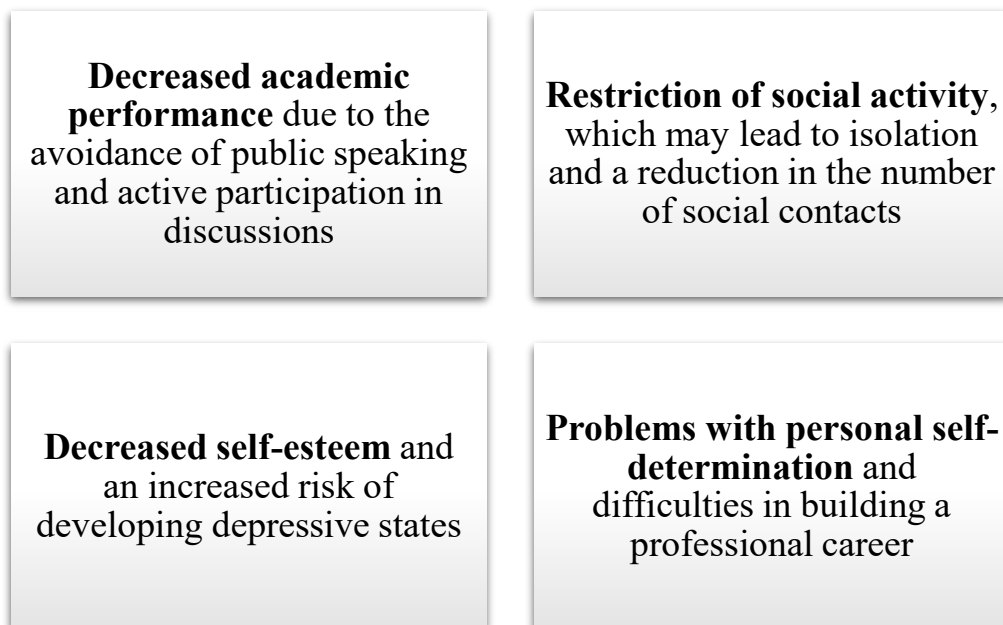 Decreased academic
performance due to the
avoidance of public speaking
and active participation in
discussions
Restriction of social activity,
which may lead to isolation
and a reduction in the number
of social contacts
Decreased self-esteem and
an increased risk of
developing depressive states
Problems with personal self-
determination and
difficulties in building a
professional career